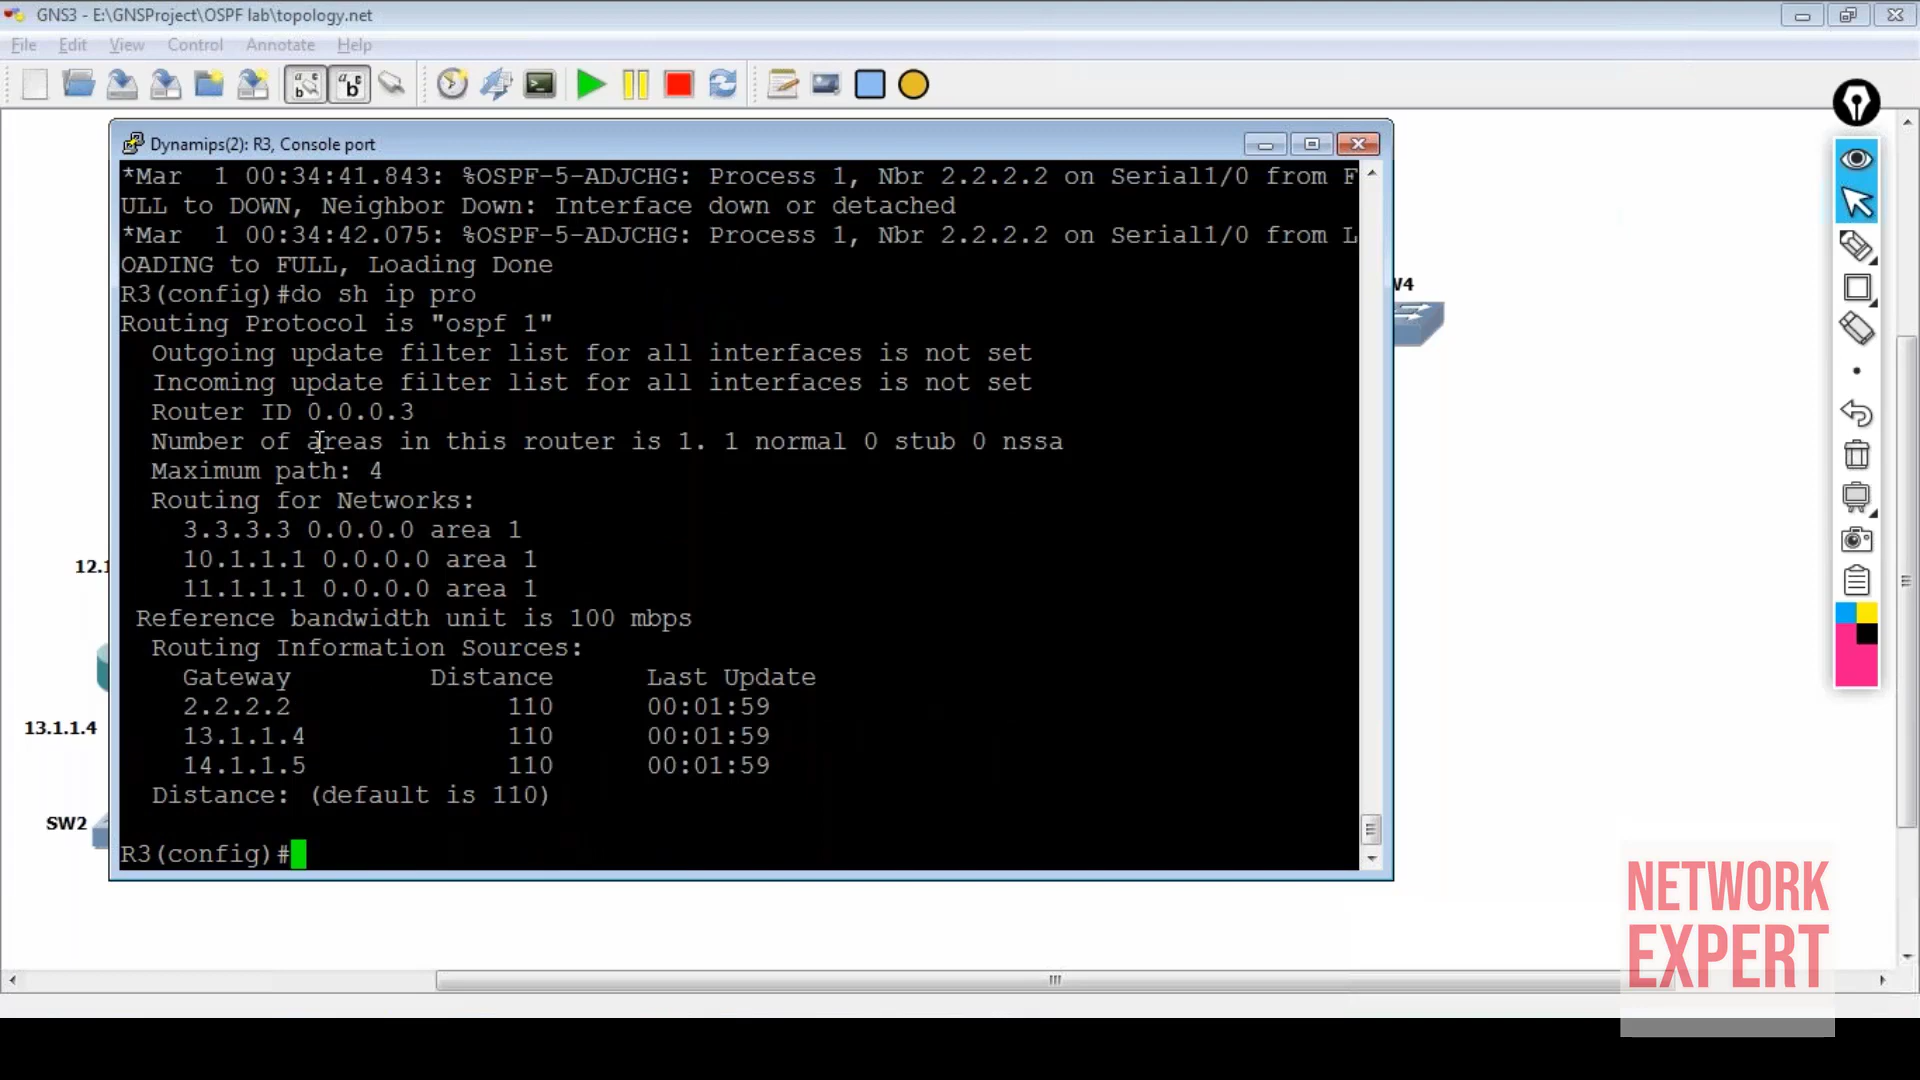 GNS3 - E:\GNSProject\OSPF lab\topology.net
File Edit View Control Annotate Help
Dynamips(2): R3, Console port
*Mar  1 00:34:41.843: %OSPF-5-ADJCHG: Process 1, Nbr 2.2.2.2 on Serial1/0 from F
ULL to DOWN, Neighbor Down: Interface down or detached
*Mar  1 00:34:42.075: %OSPF-5-ADJCHG: Process 1, Nbr 2.2.2.2 on Serial1/0 from L
OADING to FULL, Loading Done
R3(config)#do sh ip pro
Routing Protocol is "ospf 1"
Outgoing update filter list for all interfaces is not set
Incoming update filter list for all interfaces is not set
Router ID 0.0.0.3
Number of areas in this router is 1. 1 normal 0 stub 0 nssa
Maximum path: 4
Routing for Networks:
3.3.3.3 0.0.0.0 area 1
10.1.1.1 0.0.0.0 area 1
11.1.1.1 0.0.0.0 area 1
Reference bandwidth unit is 100 mbps
Routing Information Sources:
Gateway Distance Last Update
2.2.2.2 110 00:01:59
13.1.1.4 110 00:01:59
14.1.1.5 110 00:01:59
Distance: (default is 110)
R3(config)#
12.1
13.1.1.4
SW2
W4
NETWORK
EXPERT